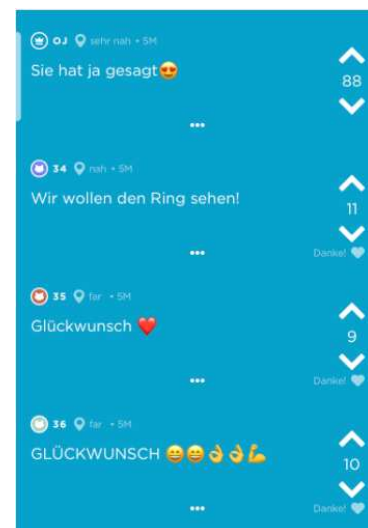 OJ sehr nah • 5M
Sie hat ja gesagt😍
88
34 nah • 5M
Wir wollen den Ring sehen!
11
Danke!
35 far • 5M
Glückwunsch ❤️
9
Danke!
36 far • 5M
GLÜCKWUNSCH 😄😄👌👌💪
10
Danke!